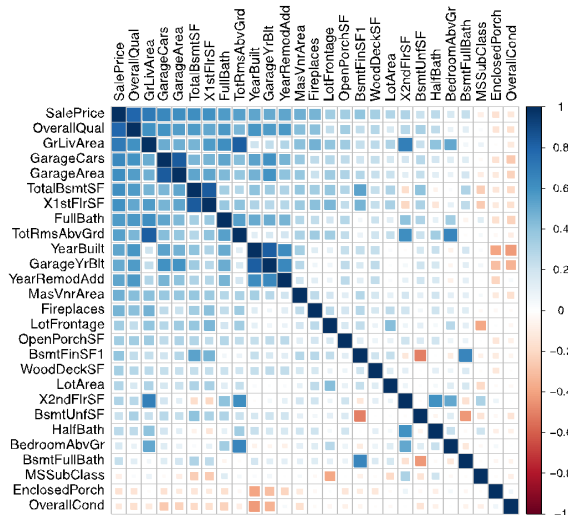 SalePrice
OverallQual
GrLivArea
GarageCars
GarageArea
TotalBsmtSF
X1stFlrSF
FullBath
TotRmsAbvGrd
YearBuilt
GarageYrBlt
YearRemodAdd
MasVnrArea
Fireplaces
LotFrontage
OpenPorchSF
BsmtFinSF1
WoodDeckSF
LotArea
X2ndFlrSF
BsmtUnfSF
HalfBath
BedroomAbvGr
BsmtFullBath
MSSubClass
EnclosedPorch
OverallCond
SalePrice
OverallQual
GrLivArea
GarageCars
GarageArea
TotalBsmtSF
X1stFlrSF
FullBath
TotRmsAbvGrd
YearBuilt
GarageYrBlt
YearRemodAdd
MasVnrArea
Fireplaces
LotFrontage
OpenPorchSF
BsmtFinSF1
WoodDeckSF
LotArea
X2ndFlrSF
BsmtUnfSF
HalfBath
BedroomAbvGr
BsmtFullBath
MSSubClass
EnclosedPorch
OverallCond
1
0.8
0.6
0.4
0.2
0
-0.2
-0.4
-0.6
-0.8
-1